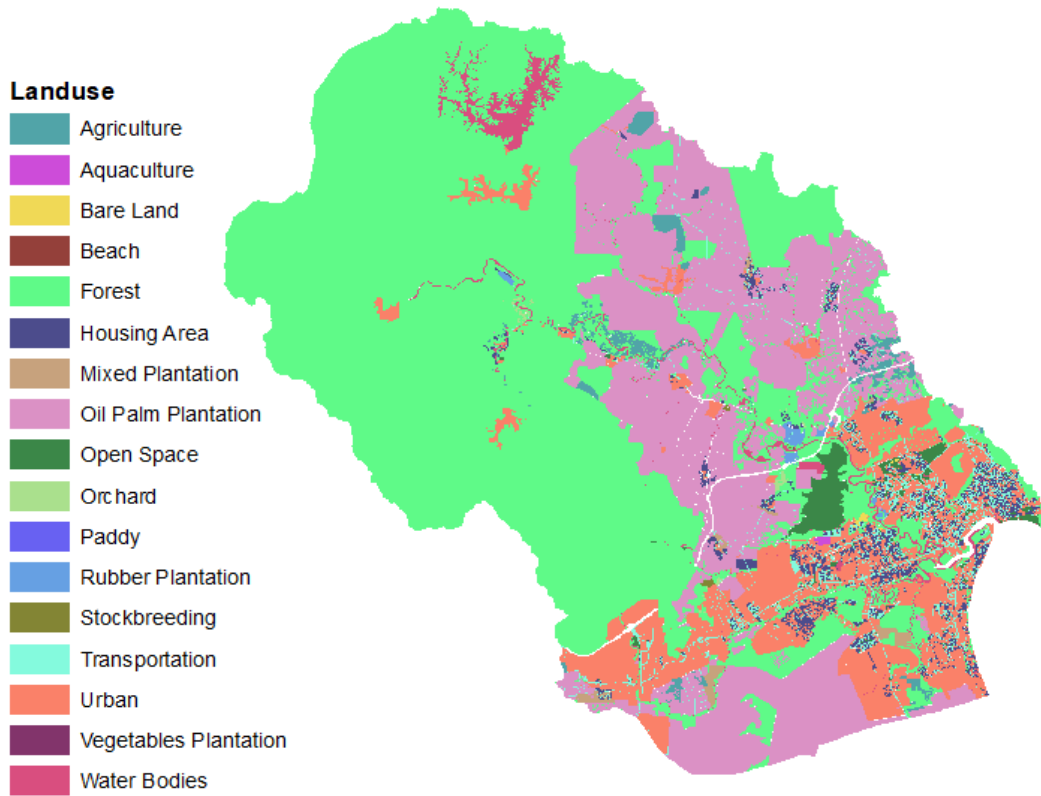 Landuse
Agriculture
Aquaculture
Bare Land
Beach
Forest
Housing Area
Mixed Plantation
Oil Palm Plantation
Open Space
Orchard
Paddy
Rubber Plantation
Stockbreeding
Transportation
Urban
Vegetables Plantation
Water Bodies